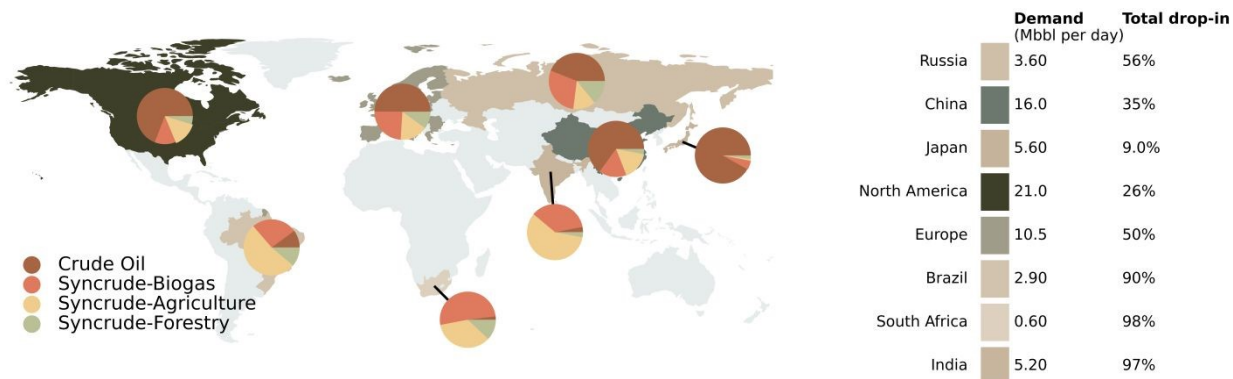 Demand Total drop-in
(Mbbl per day)
Russia 3.60 56%
China 16.0 35%
Japan 5.60 9.0%
North America 21.0 26%
Europe 10.5 50%
Brazil 2.90 90%
South Africa 0.60 98%
India 5.20 97%
Crude Oil
Syncrude-Biogas
Syncrude-Agriculture
Syncrude-Forestry